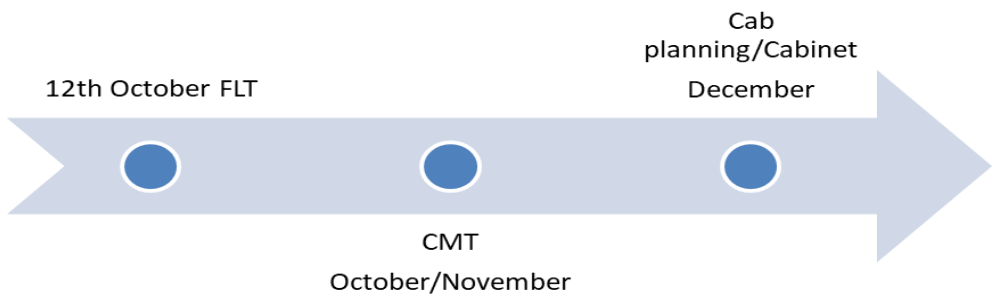 12th October FLT
CMT
October/November
Cab
planning/Cabinet
December